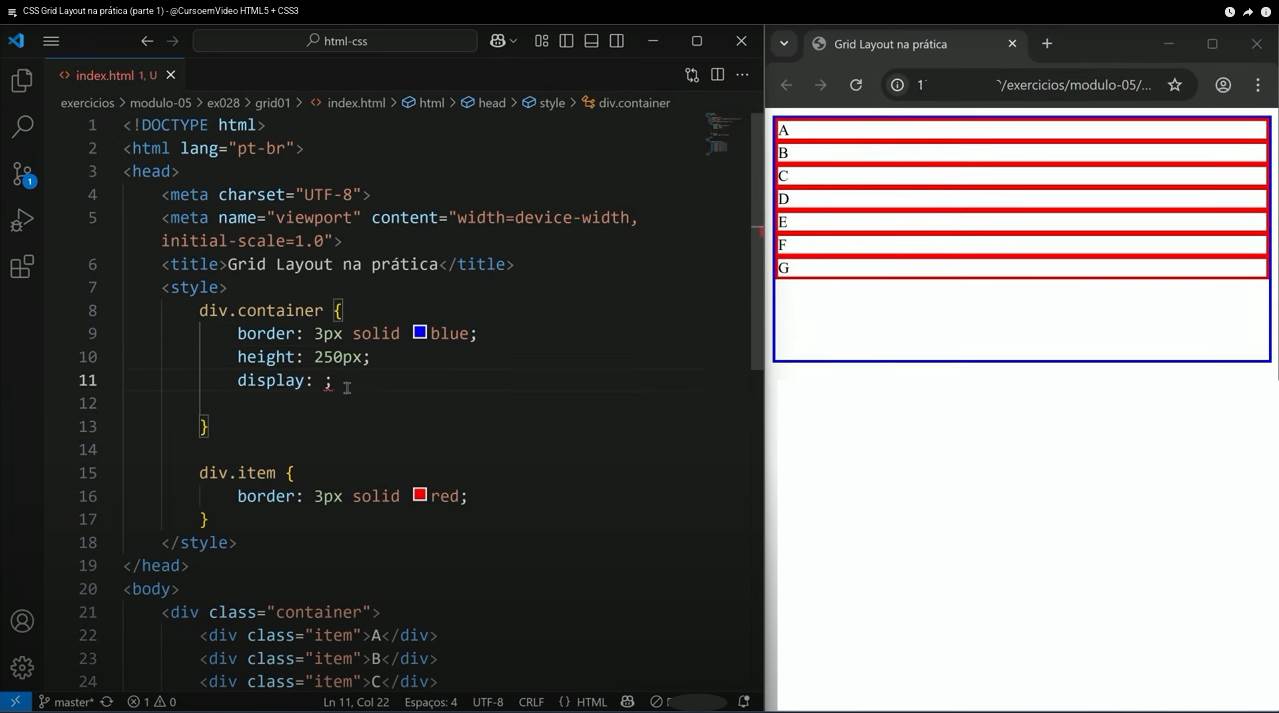 CSS Grid Layout na prática (parte 1) - @CursoemVideo HTML5 + CSS3
html-css
Grid Layout na prática
index.html 1, U
1
/exercicios/modulo-05/...
exercicios > modulo-05 > ex028 > grid01 > index.html > html > head > style > div.container
1 <!DOCTYPE html>
2 <html lang="pt-br">
3 <head>
4 <meta charset="UTF-8">
5 <meta name="viewport" content="width=device-width,
initial-scale=1.0">
6 <title>Grid Layout na prática</title>
7 <style>
8 div.container {
9 border: 3px solid blue;
10 height: 250px;
11 display: ;
12
13 }
14
15 div.item {
16 border: 3px solid red;
17 }
18 </style>
19 </head>
20 <body>
21 <div class="container">
22 <div class="item">A</div>
23 <div class="item">B</div>
24 <div class="item">C</div>
A
B
C
D
E
F
G
1
master* 1 0 Ln 11, Col 22 Espaços: 4 UTF-8 CRLF {} HTML